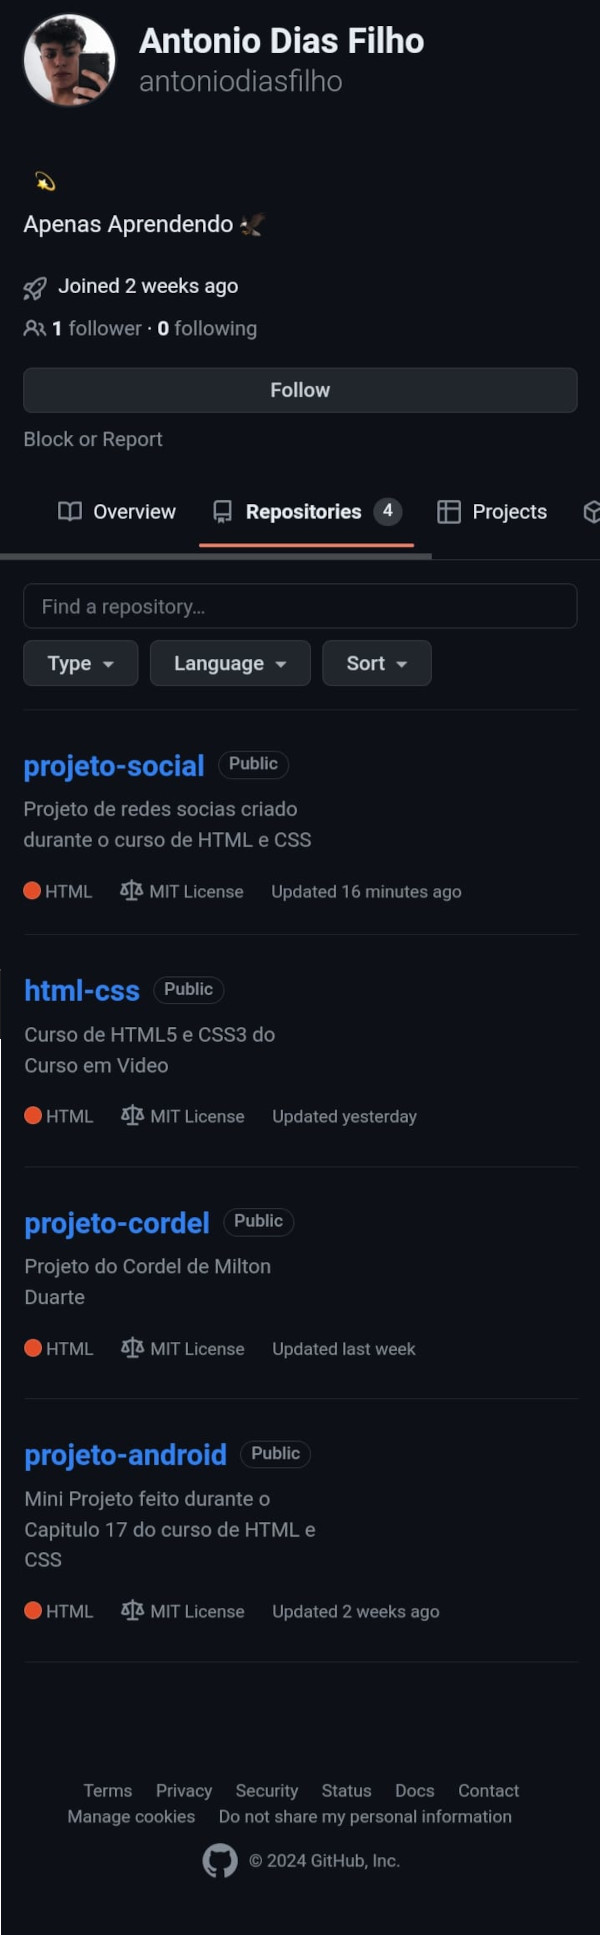 Antonio Dias Filho
antoniodiasfilho
Apenas Aprendendo
Joined 2 weeks ago
1 follower · 0 following
Follow
Block or Report
Overview Repositories 4 Projects
Find a repository...
Type Language Sort
projeto-social Public
Projeto de redes socias criado
durante o curso de HTML e CSS
HTML MIT License Updated 16 minutes ago
html-css Public
Curso de HTML5 e CSS3 do
Curso em Video
HTML MIT License Updated yesterday
projeto-cordel Public
Projeto do Cordel de Milton
Duarte
HTML MIT License Updated last week
projeto-android Public
Mini Projeto feito durante o
Capitulo 17 do curso de HTML e
CSS
HTML MIT License Updated 2 weeks ago
Terms Privacy Security Status Docs Contact
Manage cookies Do not share my personal information
© 2024 GitHub, Inc.